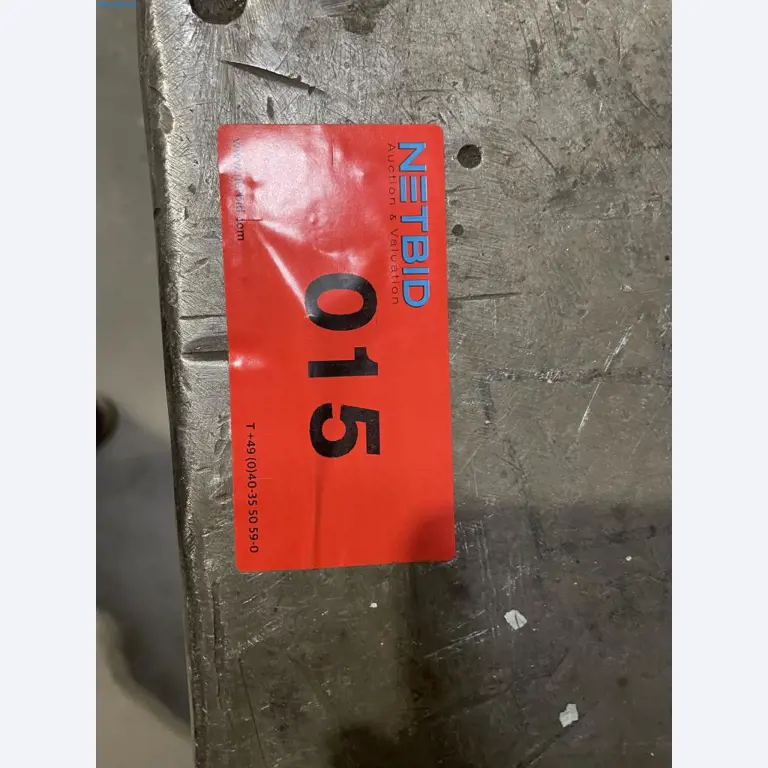 NETBID
Auction & Valuation
015
T +49 (0)40-35 50 59-0